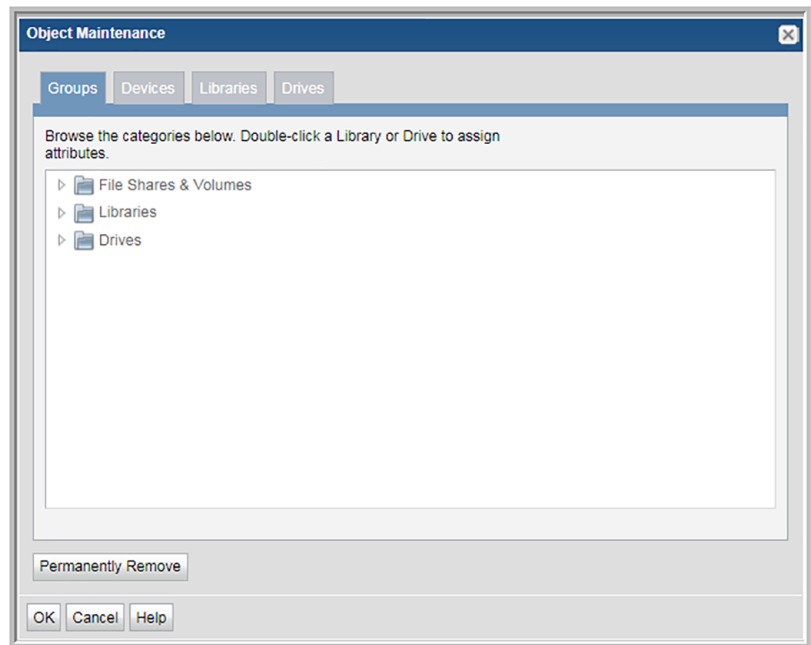 Object Maintenance
Groups Devices Libraries Drives
Browse the categories below. Double-click a Library or Drive to assign
attributes.
File Shares & Volumes
Libraries
Drives
Permanently Remove
OK Cancel Help